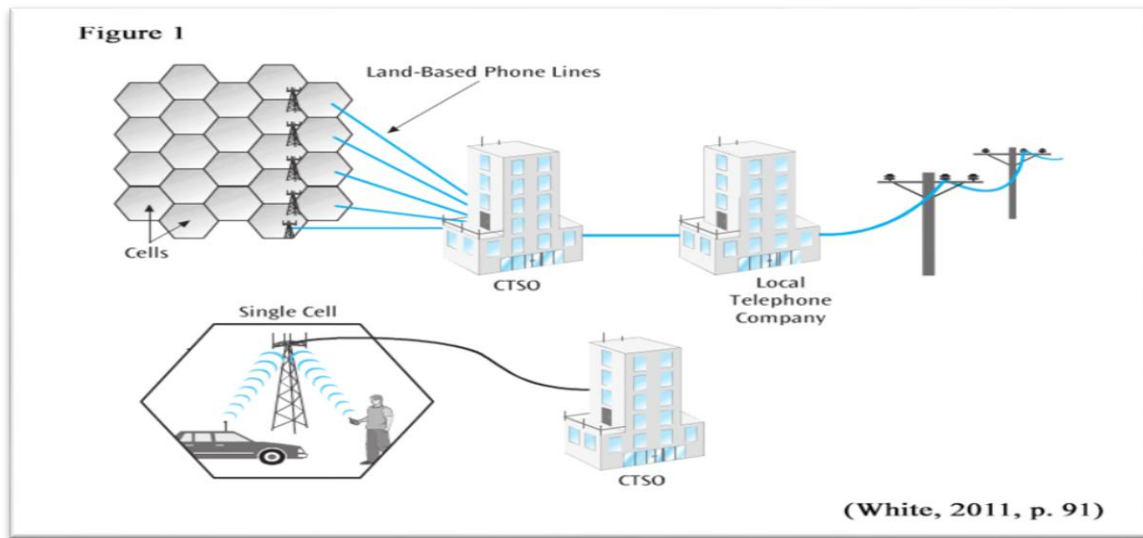 Figure 1
Land-Based Phone Lines
Cells
CTSO
Local
Telephone
Company
Single Cell
CTSO
(White, 2011, p. 91)